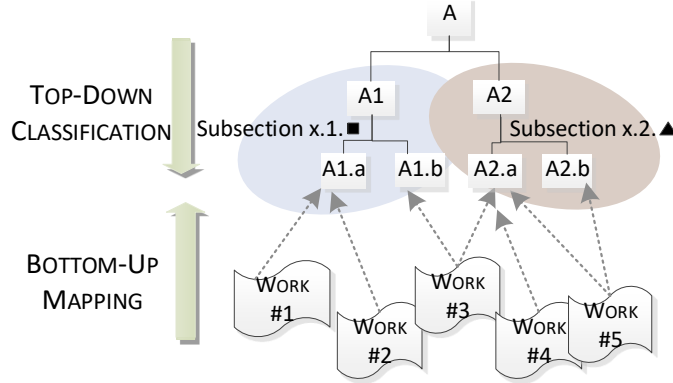 A
A1
A2
TOP-DOWN
CLASSIFICATION
Subsection x.1.■
Subsection x.2.▲
A1.a
A1.b
A2.a
A2.b
BOTTOM-UP
MAPPING
WORK
#1
WORK
#2
WORK
#3
WORK
#4
WORK
#5